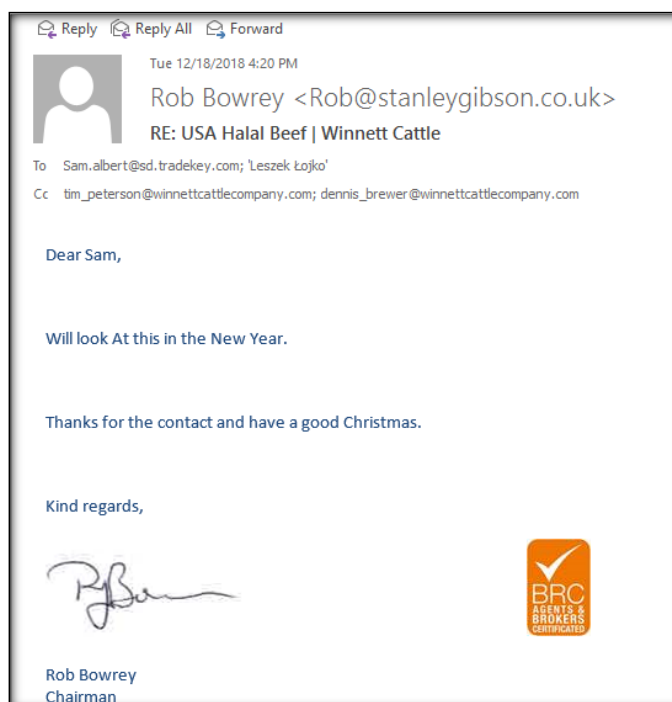 Reply Reply All Forward
Tue 12/18/2018 4:20 PM
Rob Bowrey <Rob@stanleygibson.co.uk>
RE: USA Halal Beef | Winnett Cattle
To Sam.albert@sd.tradekey.com; 'Leszek Łojko'
Cc tim_peterson@winnettcattlecompany.com; dennis_brewer@winnettcattlecompany.com
Dear Sam,
Will look At this in the New Year.
Thanks for the contact and have a good Christmas.
Kind regards,
BRC
AGENTS &
BROKERS
CERTIFICATED
Rob Bowrey
Chairman